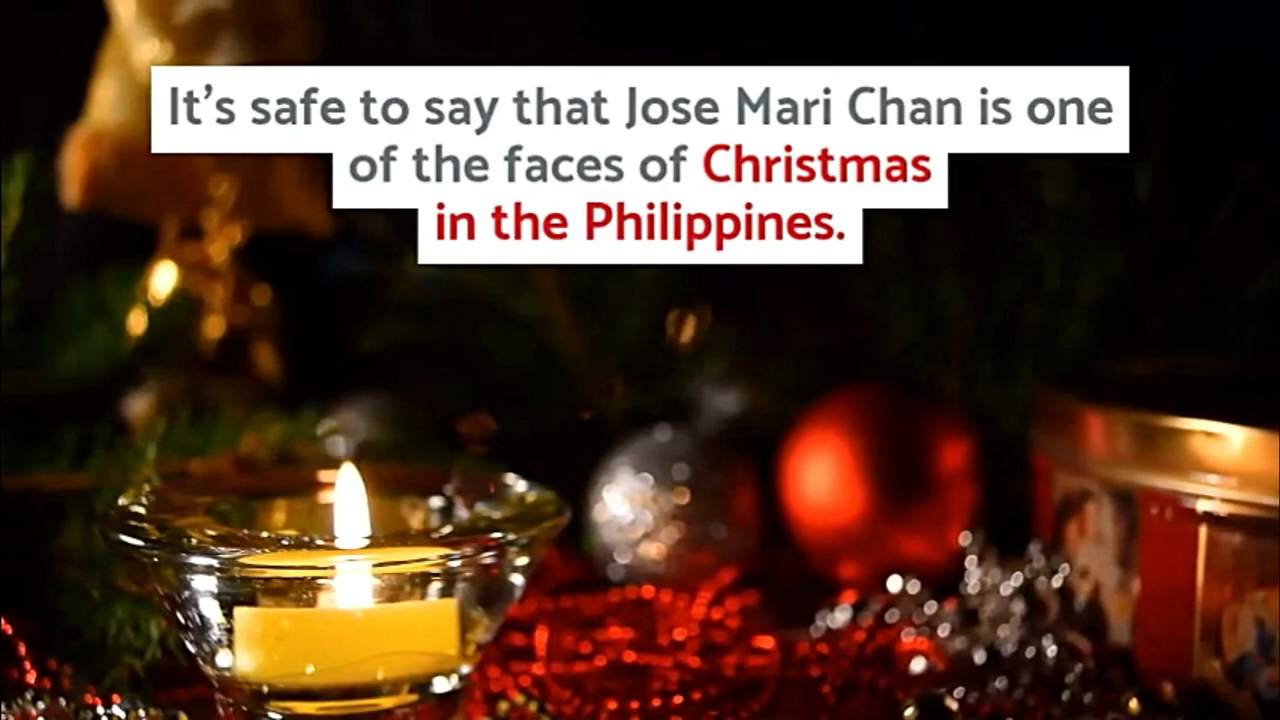 It's safe to say that Jose Mari Chan is one
of the faces of Christmas
in the Philippines.